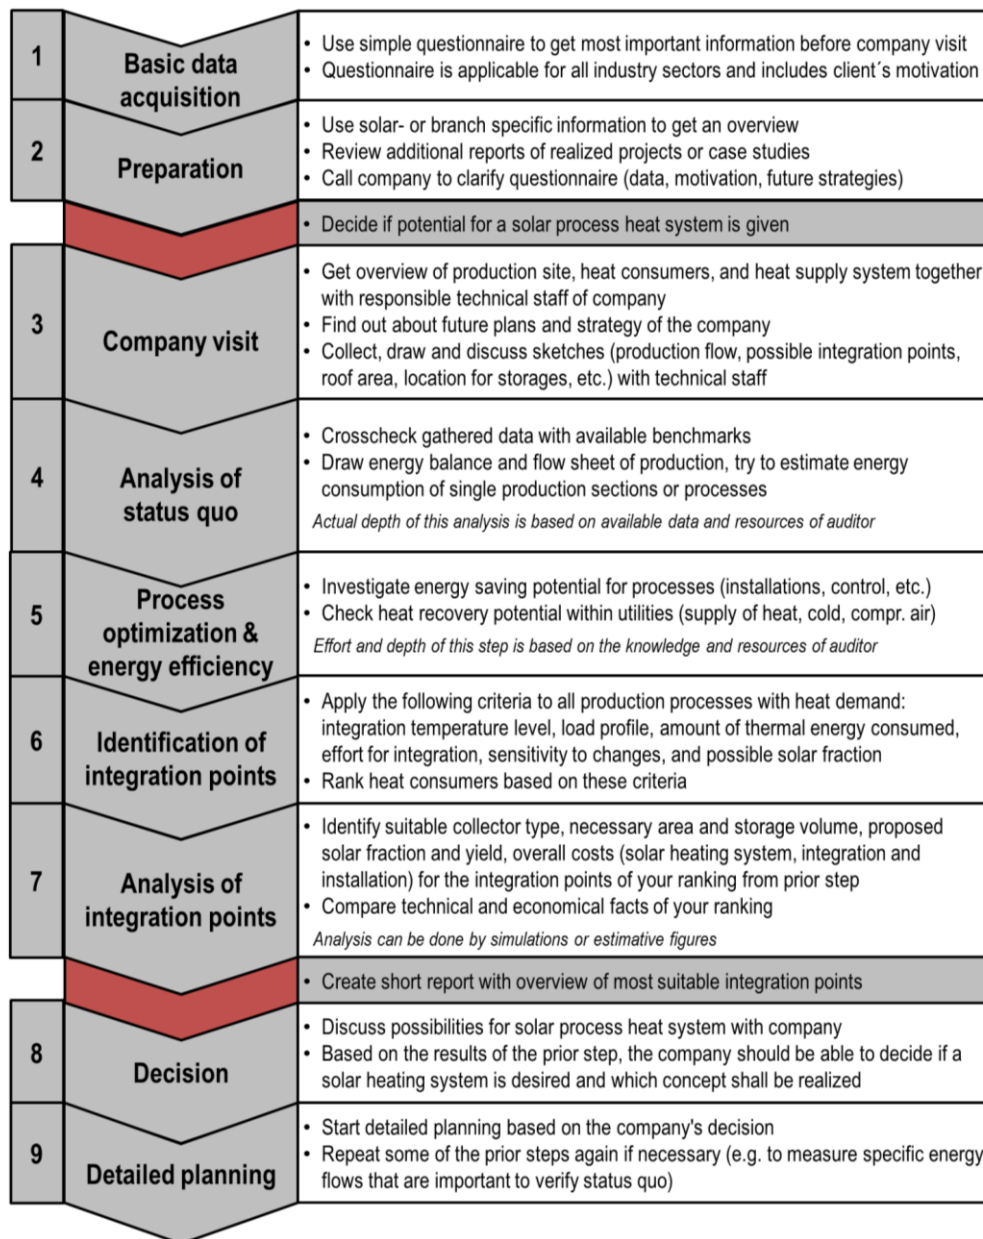 1
Basic data
acquisition
• Use simple questionnaire to get most important information before company visit
• Questionnaire is applicable for all industry sectors and includes client´s motivation
2
Preparation
• Use solar- or branch specific information to get an overview
• Review additional reports of realized projects or case studies
• Call company to clarify questionnaire (data, motivation, future strategies)
• Decide if potential for a solar process heat system is given
3
Company visit
• Get overview of production site, heat consumers, and heat supply system together
with responsible technical staff of company
• Find out about future plans and strategy of the company
• Collect, draw and discuss sketches (production flow, possible integration points,
roof area, location for storages, etc.) with technical staff
4
Analysis of
status quo
• Crosscheck gathered data with available benchmarks
• Draw energy balance and flow sheet of production, try to estimate energy
consumption of single production sections or processes
Actual depth of this analysis is based on available data and resources of auditor
5
Process
optimization &
energy efficiency
• Investigate energy saving potential for processes (installations, control, etc.)
• Check heat recovery potential within utilities (supply of heat, cold, compr. air)
Effort and depth of this step is based on the knowledge and resources of auditor
6
Identification of
integration points
• Apply the following criteria to all production processes with heat demand:
integration temperature level, load profile, amount of thermal energy consumed,
effort for integration, sensitivity to changes, and possible solar fraction
• Rank heat consumers based on these criteria
7
Analysis of
integration points
• Identify suitable collector type, necessary area and storage volume, proposed
solar fraction and yield, overall costs (solar heating system, integration and
installation) for the integration points of your ranking from prior step
• Compare technical and economical facts of your ranking
Analysis can be done by simulations or estimative figures
• Create short report with overview of most suitable integration points
8
Decision
• Discuss possibilities for solar process heat system with company
• Based on the results of the prior step, the company should be able to decide if a
solar heating system is desired and which concept shall be realized
9
Detailed planning
• Start detailed planning based on the company's decision
• Repeat some of the prior steps again if necessary (e.g. to measure specific energy
flows that are important to verify status quo)